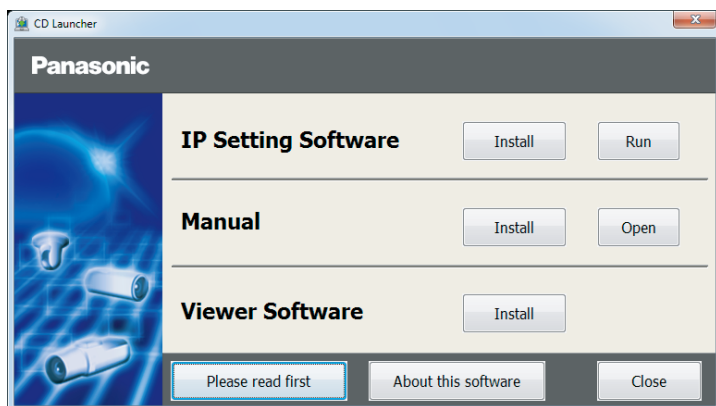 CD Launcher
Panasonic
IP Setting Software Install Run
Manual Install Open
Viewer Software Install
Please read first About this software Close